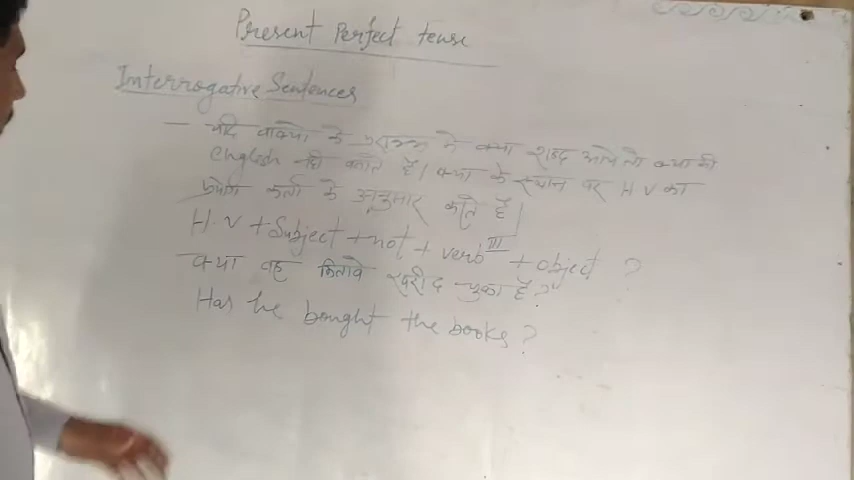 Present Perfect tense
Interrogative Sentences
— यदि वाक्यो के प्रारम्भ मे क्या शब्द आये तो क्या की
english नही बनाते है। क्या के स्थान पर H V का
प्रयोग कर्ता के अनुसार करते है।
H. V + Subject + not + verb III + object ?
क्या वह किताबे खरीद चुका है?
Has he bought the books?